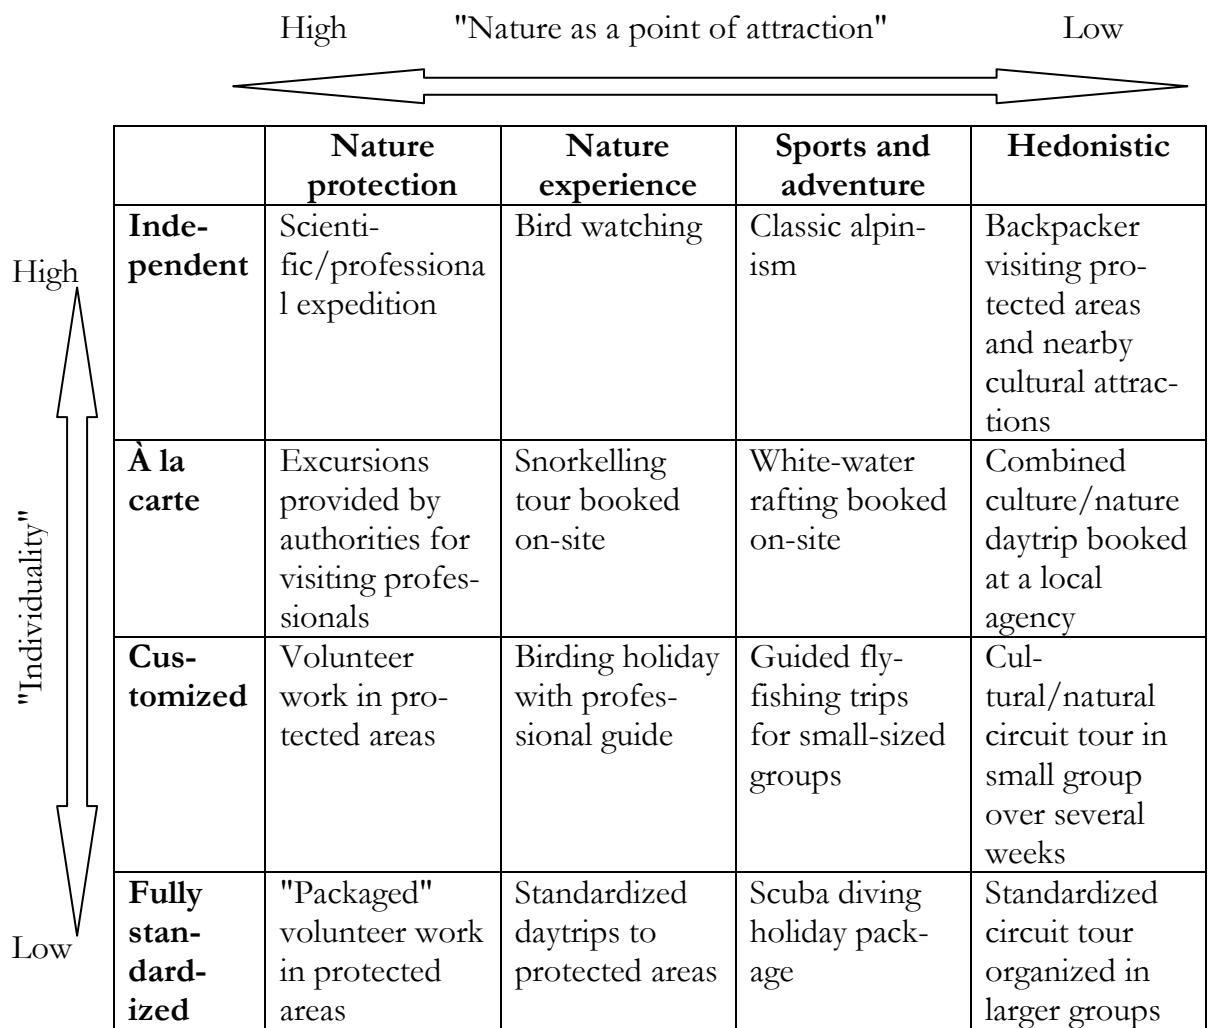 High "Nature as a point of attraction" Low
Nature
protection
Nature
experience
Sports and
adventure
Hedonistic
High
"Individuality"
Low
Inde-
pendent
Scienti-
fic/professiona
l expedition
Bird watching
Classic alpin-
ism
Backpacker
visiting pro-
tected areas
and nearby
cultural attrac-
tions
À la
carte
Excursions
provided by
authorities for
visiting profes-
sionals
Snorkelling
tour booked
on-site
White-water
rafting booked
on-site
Combined
culture/nature
daytrip booked
at a local
agency
Cus-
tomized
Volunteer
work in pro-
tected areas
Birding holiday
with profes-
sional guide
Guided fly-
fishing trips
for small-sized
groups
Cul-
tural/natural
circuit tour in
small group
over several
weeks
Fully
stan-
dard-
ized
"Packaged"
volunteer work
in protected
areas
Standardized
daytrips to
protected areas
Scuba diving
holiday pack-
age
Standardized
circuit tour
organized in
larger groups